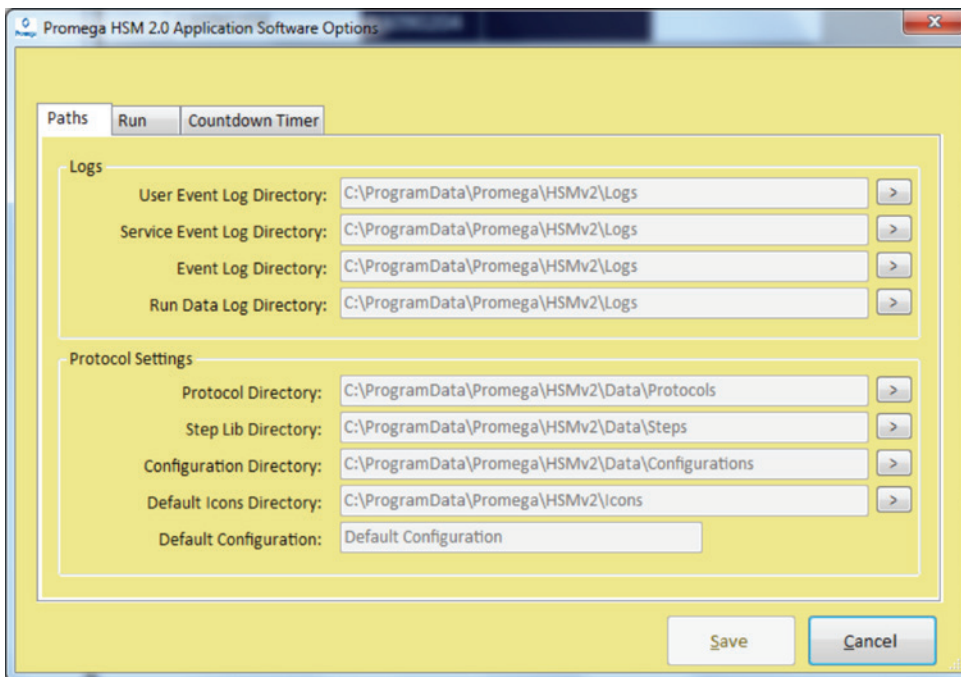 Promega HSM 2.0 Application Software Options
Paths Run Countdown Timer
Logs
User Event Log Directory: C:\ProgramData\Promega\HSMv2\Logs >
Service Event Log Directory: C:\ProgramData\Promega\HSMv2\Logs >
Event Log Directory: C:\ProgramData\Promega\HSMv2\Logs >
Run Data Log Directory: C:\ProgramData\Promega\HSMv2\Logs >
Protocol Settings
Protocol Directory: C:\ProgramData\Promega\HSMv2\Data\Protocols >
Step Lib Directory: C:\ProgramData\Promega\HSMv2\Data\Steps >
Configuration Directory: C:\ProgramData\Promega\HSMv2\Data\Configurations >
Default Icons Directory: C:\ProgramData\Promega\HSMv2\Icons >
Default Configuration: Default Configuration
Save Cancel